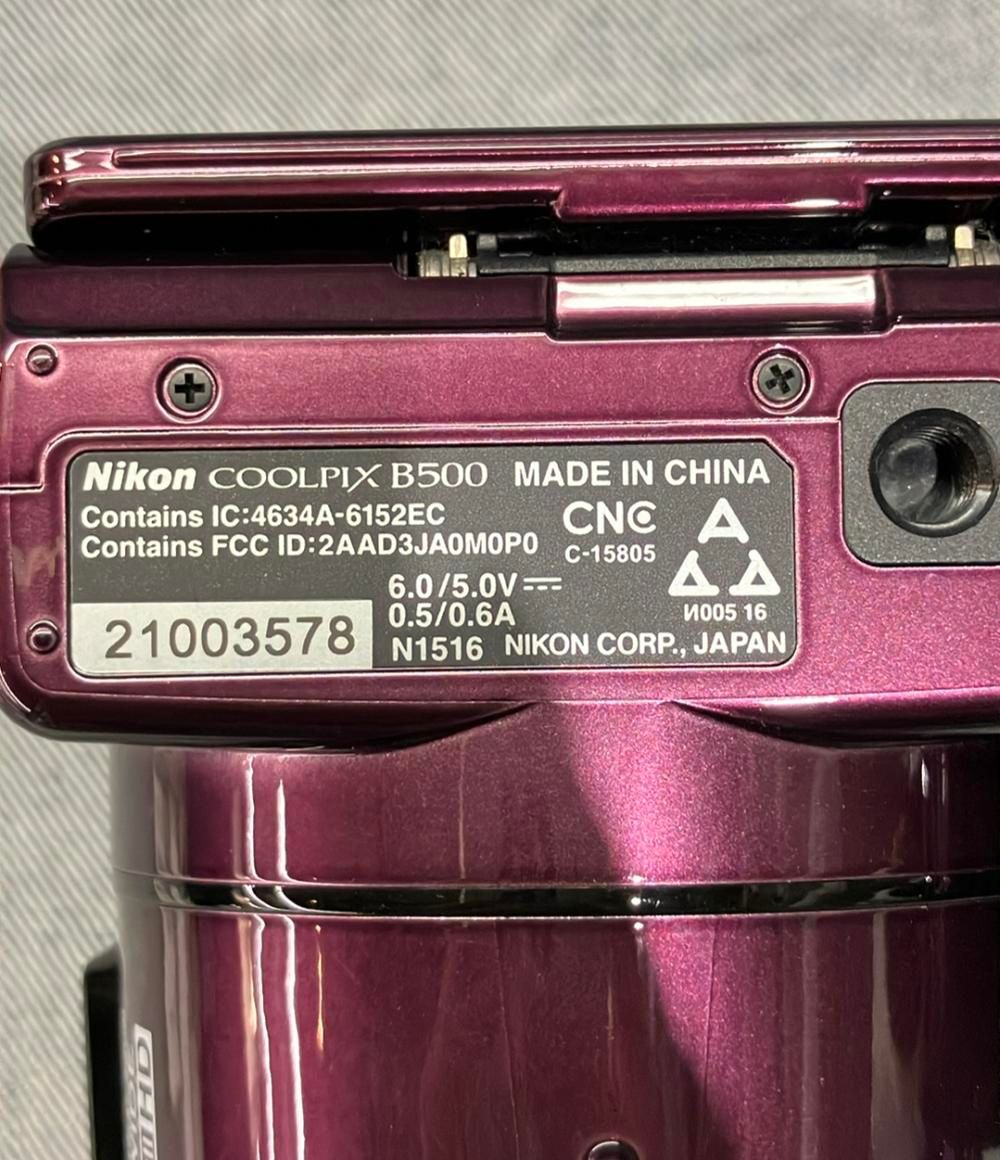 Nikon COOLPIX B500 MADE IN CHINA
Contains IC:4634A-6152EC
Contains FCC ID:2AAD3JA0M0P0
CNC
C-15805
6.0/5.0V
0.5/0.6A
И005 16
21003578
N1516 NIKON CORP., JAPAN
HD